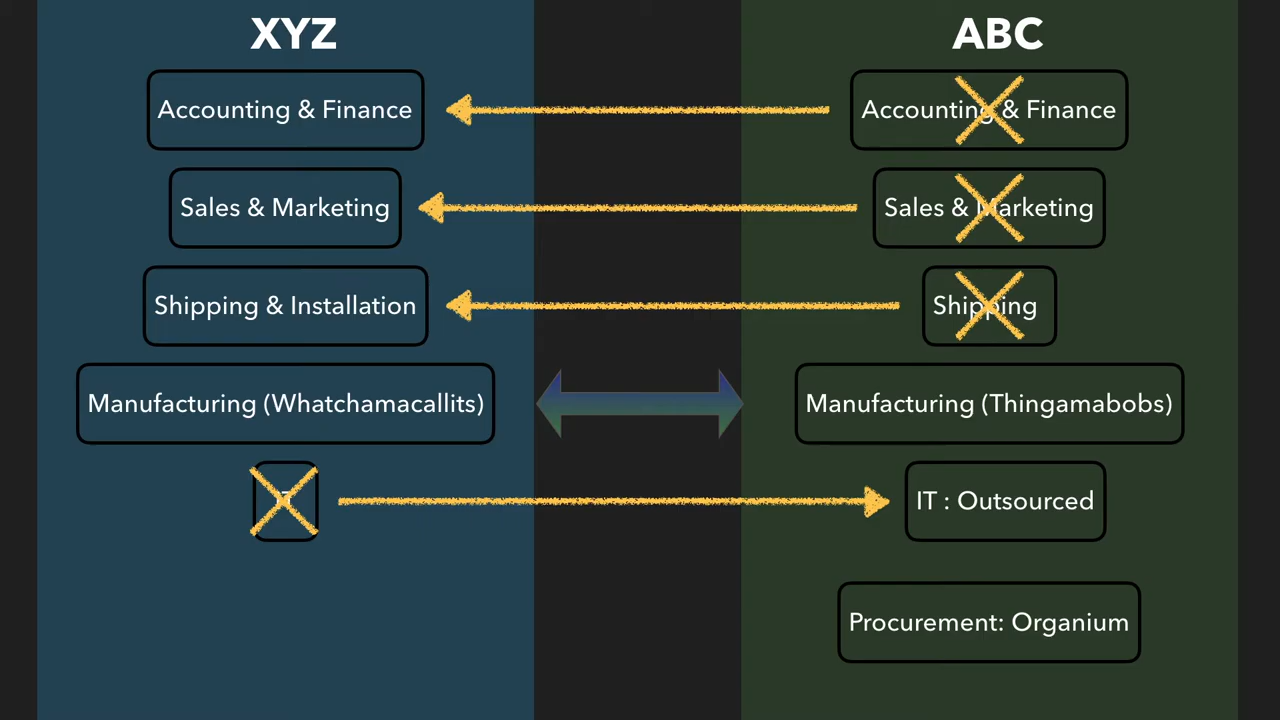 XYZ
ABC
Accounting & Finance
Accounting & Finance
Sales & Marketing
Sales & Marketing
Shipping & Installation
Shipping
Manufacturing (Whatchamacallits)
Manufacturing (Thingamabobs)
IT : Outsourced
Procurement: Organium